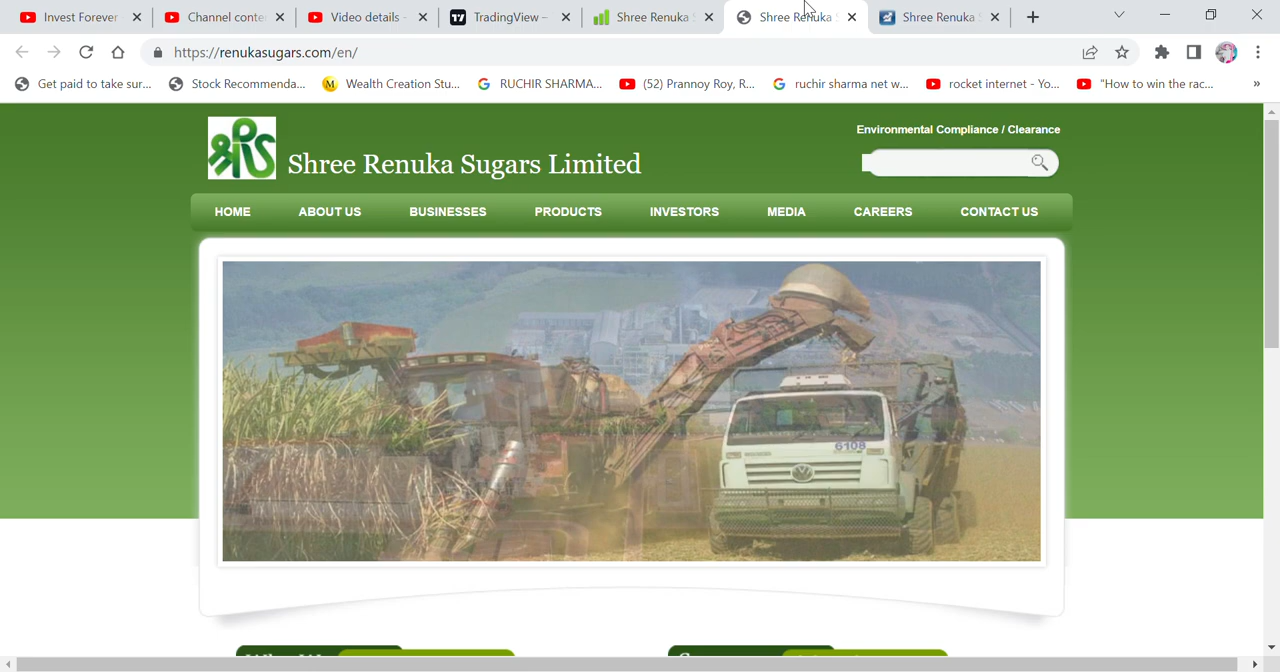 Invest Forever
Channel conte
Video details -
TradingView –
Shree Renuka S
Shree Renuka S
Shree Renuka S
https://renukasugars.com/en/
Get paid to take sur...
Stock Recommenda...
M Wealth Creation Stu...
RUCHIR SHARMA...
(52) Prannoy Roy, R...
ruchir sharma net w...
rocket internet - Yo...
"How to win the rac...
»
Environmental Compliance / Clearance
Shree Renuka Sugars Limited
HOME
ABOUT US
BUSINESSES
PRODUCTS
INVESTORS
MEDIA
CAREERS
CONTACT US
6108